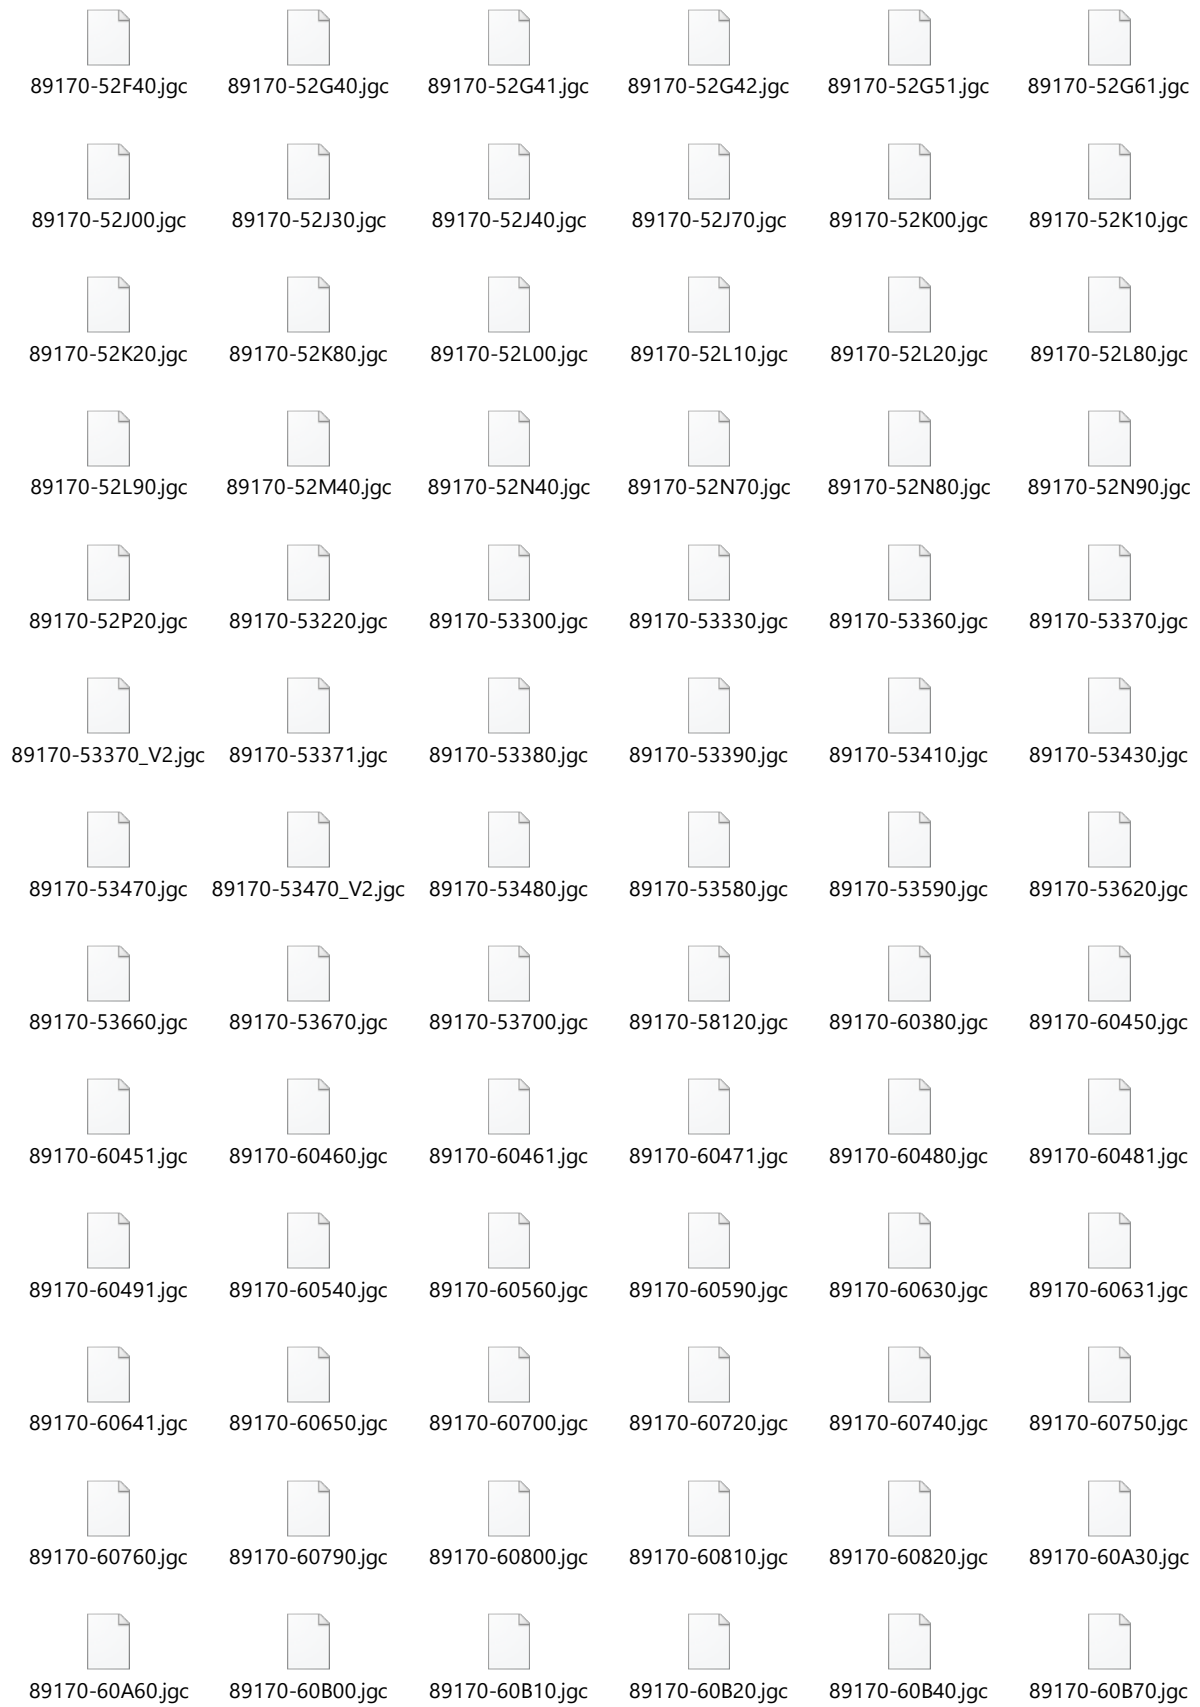 89170-52F40.jgc 89170-52G40.jgc 89170-52G41.jgc 89170-52G42.jgc 89170-52G51.jgc 89170-52G61.jgc
89170-52J00.jgc 89170-52J30.jgc 89170-52J40.jgc 89170-52J70.jgc 89170-52K00.jgc 89170-52K10.jgc
89170-52K20.jgc 89170-52K80.jgc 89170-52L00.jgc 89170-52L10.jgc 89170-52L20.jgc 89170-52L80.jgc
89170-52L90.jgc 89170-52M40.jgc 89170-52N40.jgc 89170-52N70.jgc 89170-52N80.jgc 89170-52N90.jgc
89170-52P20.jgc 89170-53220.jgc 89170-53300.jgc 89170-53330.jgc 89170-53360.jgc 89170-53370.jgc
89170-53370_V2.jgc 89170-53371.jgc 89170-53380.jgc 89170-53390.jgc 89170-53410.jgc 89170-53430.jgc
89170-53470.jgc 89170-53470_V2.jgc 89170-53480.jgc 89170-53580.jgc 89170-53590.jgc 89170-53620.jgc
89170-53660.jgc 89170-53670.jgc 89170-53700.jgc 89170-58120.jgc 89170-60380.jgc 89170-60450.jgc
89170-60451.jgc 89170-60460.jgc 89170-60461.jgc 89170-60471.jgc 89170-60480.jgc 89170-60481.jgc
89170-60491.jgc 89170-60540.jgc 89170-60560.jgc 89170-60590.jgc 89170-60630.jgc 89170-60631.jgc
89170-60641.jgc 89170-60650.jgc 89170-60700.jgc 89170-60720.jgc 89170-60740.jgc 89170-60750.jgc
89170-60760.jgc 89170-60790.jgc 89170-60800.jgc 89170-60810.jgc 89170-60820.jgc 89170-60A30.jgc
89170-60A60.jgc 89170-60B00.jgc 89170-60B10.jgc 89170-60B20.jgc 89170-60B40.jgc 89170-60B70.jgc